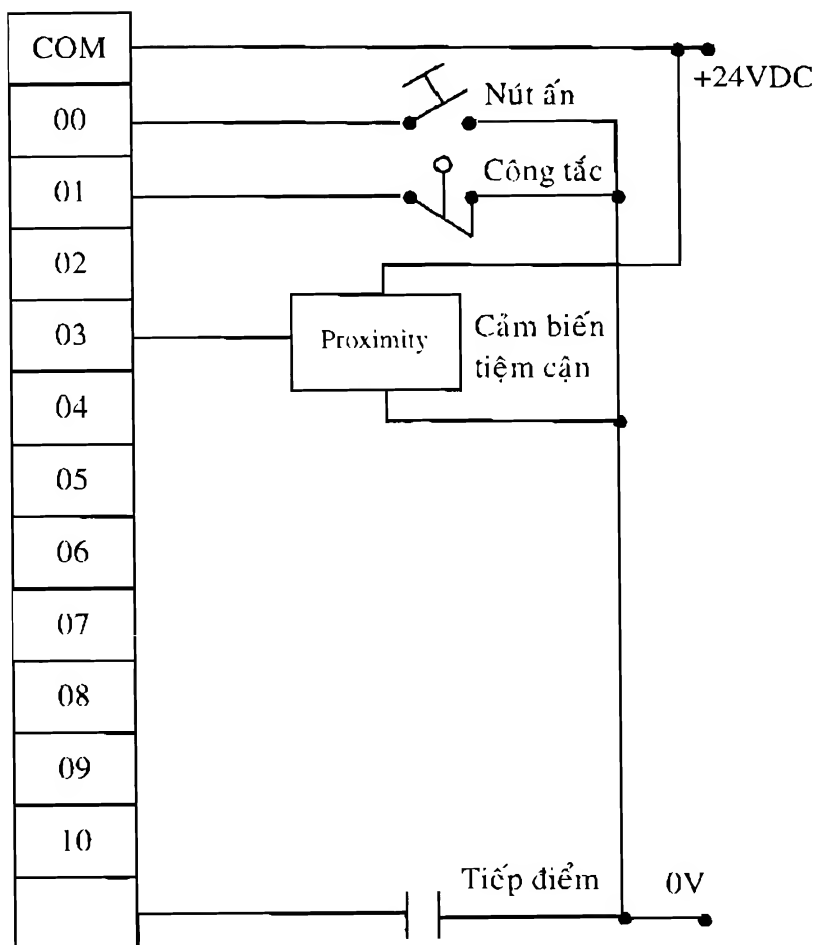 COM
+24VDC
00
Nút ấn
01
Công tắc
02
03
Proximity
Cảm biến
tiệm cận
04
05
06
07
08
09
10
Tiếp điểm
0V